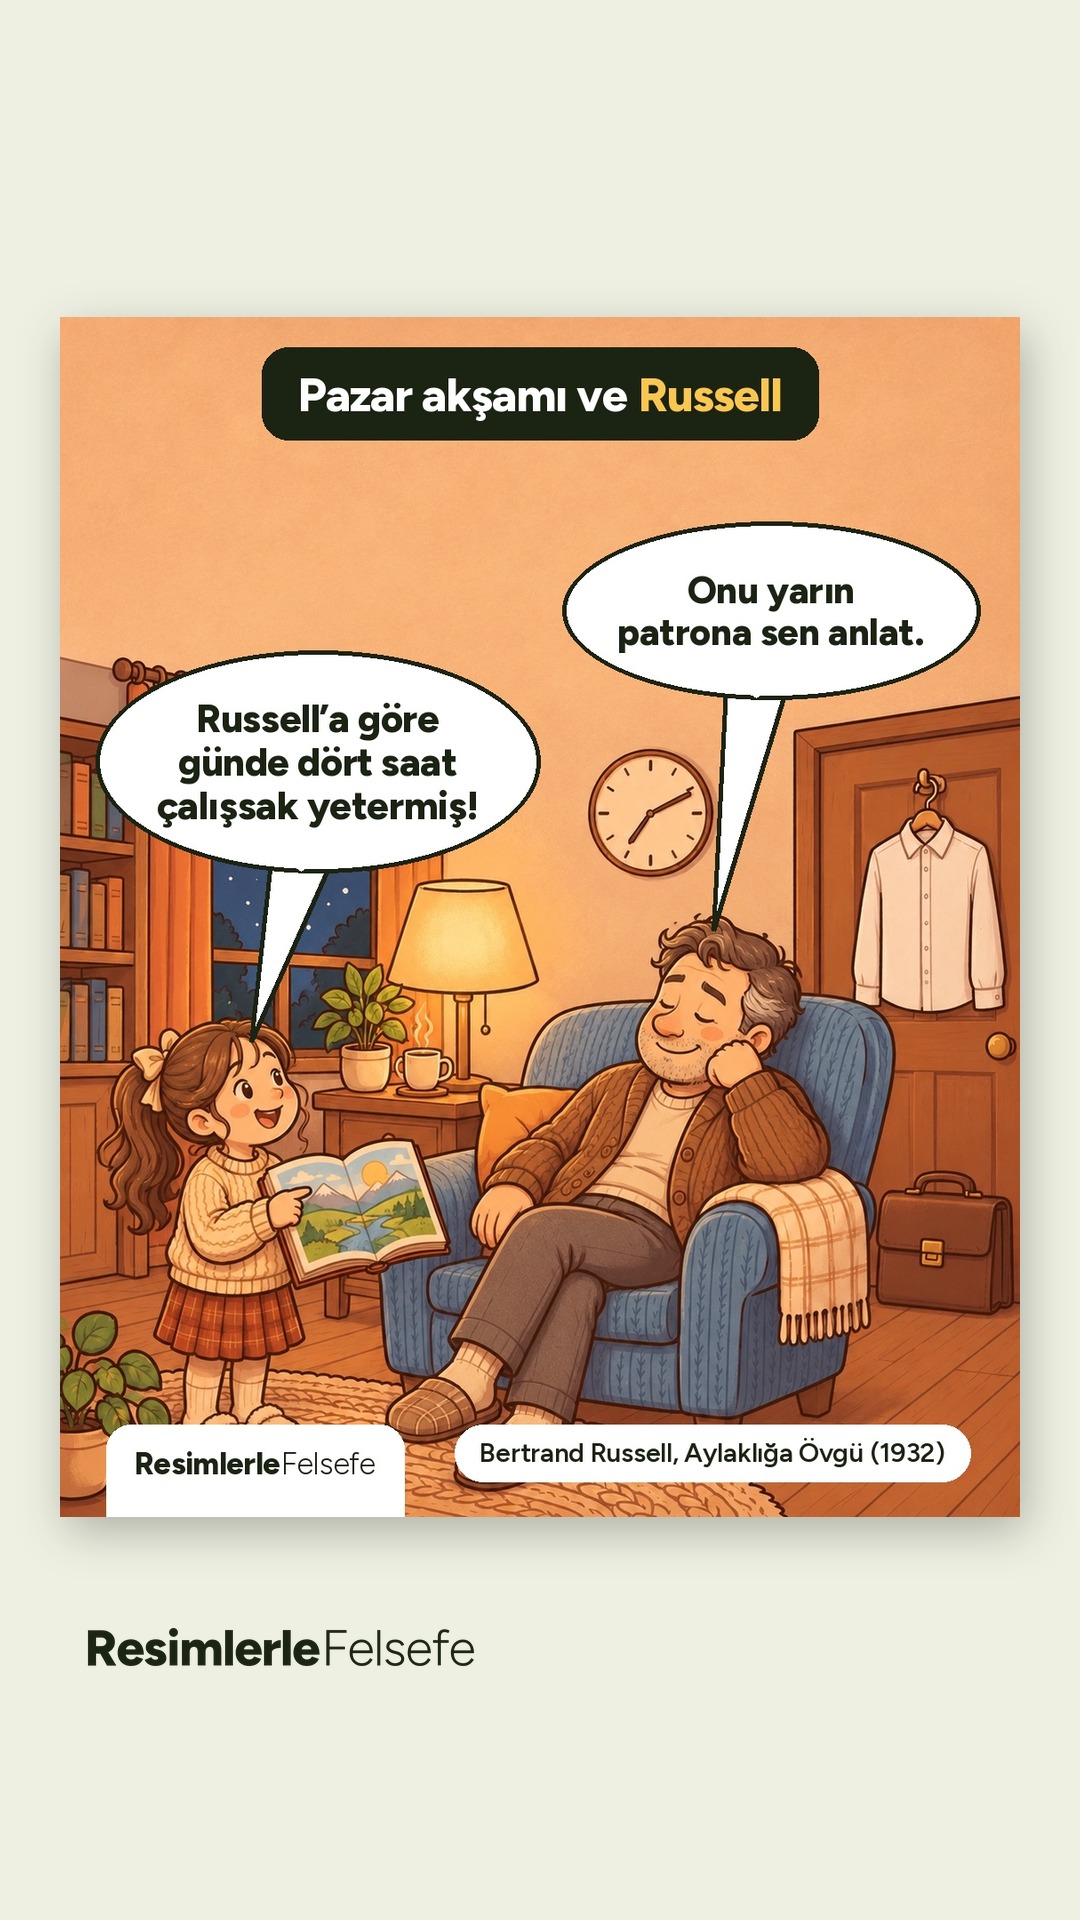 Pazar akşamı ve Russell
Onu yarın
patrona sen anlat.
Russell’a göre
günde dört saat
çalışsak yetermiş!
ResimlerleFelsefe
Bertrand Russell, Aylaklığa Övgü (1932)
ResimlerleFelsefe